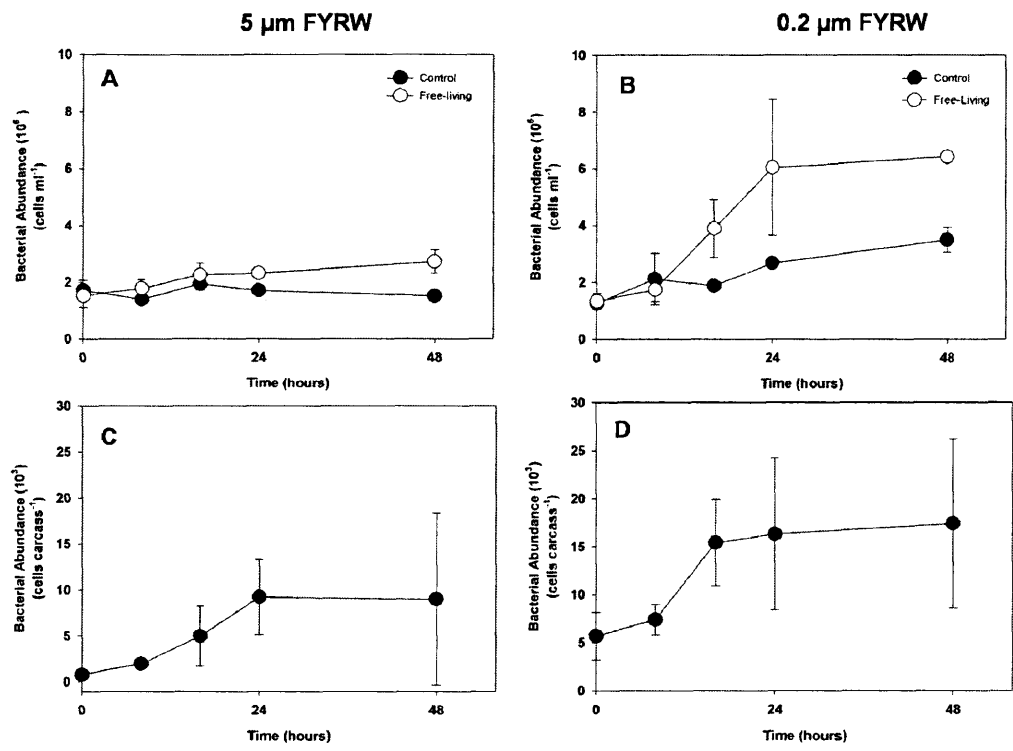 5 µm FYRW
0.2 µm FYRW
A
Control
Free-living
Bacterial Abundance (10⁶)
(cells ml⁻¹)
10
8
6
4
2
0
0
24
48
Time (hours)
B
Control
Free-Living
Bacterial Abundance (10⁶)
(cells ml⁻¹)
10
8
6
4
2
0
0
24
48
Time (hours)
C
Bacterial Abundance (10³)
(cells carcass⁻¹)
30
25
20
15
10
5
0
0
24
48
Time (hours)
D
Bacterial Abundance (10³)
(cells carcass⁻¹)
30
25
20
15
10
5
0
0
24
48
Time (hours)